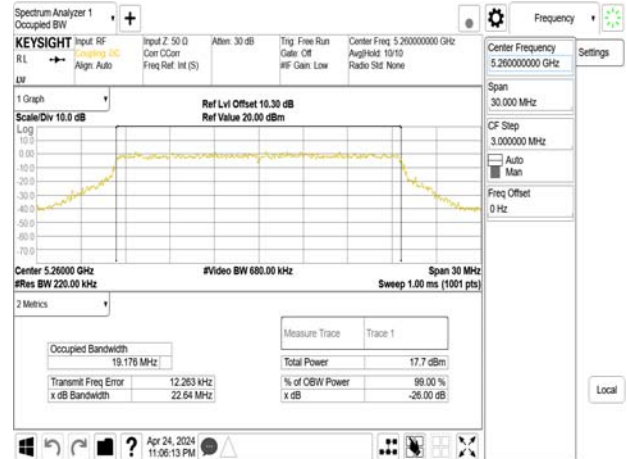 Spectrum Analyzer 1
Occupied BW
Frequency
KEYSIGHT
RL
Input: RF
Coupling: DC
Align: Auto
Input Z: 50 Ω
Corr CCorr
Freq Ref: Int (S)
Atten: 30 dB
Trig: Free Run
Gate: Off
#IF Gain: Low
Center Freq: 5.260000000 GHz
Avg|Hold: 10/10
Radio Std: None
Center Frequency
5.260000000 GHz
Settings
Span
30.000 MHz
CF Step
3.000000 MHz
Auto
Man
Freq Offset
0 Hz
Local
1 Graph
Scale/Div 10.0 dB
Ref Lvl Offset 10.30 dB
Ref Value 20.00 dBm
Log
10.0
0.00
-10.0
-20.0
-30.0
-40.0
-50.0
-60.0
-70.0
Center 5.26000 GHz
#Res BW 220.00 kHz
#Video BW 680.00 kHz
Span 30 MHz
Sweep 1.00 ms (1001 pts)
2 Metrics
Measure Trace
Trace 1
Occupied Bandwidth
19.176 MHz
Total Power
17.7 dBm
Transmit Freq Error
12.263 kHz
% of OBW Power
99.00 %
x dB Bandwidth
22.64 MHz
x dB
-26.00 dB
Apr 24, 2024
11:06:13 PM